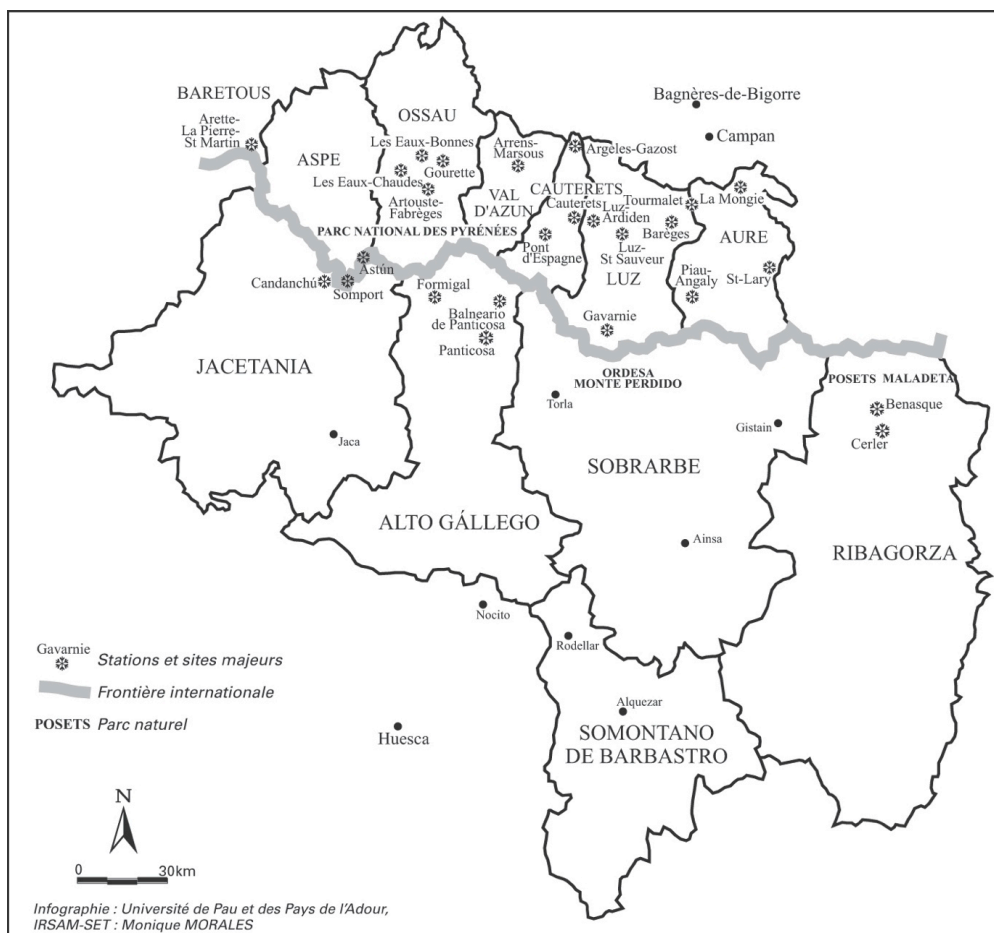 BARETOUS
Arette-
La Pierre-
St Martin
ASPE
OSSAU
Les Eaux-Bonnes
Gourette
Les Eaux-Chaudes
Artouste-
Fabrèges
Arrens-
Marsous
VAL
D'AZUN
Argeles-Gazost
Bagnères-de-Bigorre
Campan
CAUTERETS
Cauterets
Pont
d'Espagne
Luz-
Ardiden
Tourmalet
Barèges
Luz-
St Sauveur
LUZ
Gavarnie
La Mongie
AURE
Piau-
Angaly
St-Lary
PARC NATIONAL DES PYRÉNÉES
Candanchú
Astún
Somport
Formigal
Balneario
de Panticosa
Panticosa
JACETANIA
Jaca
ORDESA
MONTE PERDIDO
Torla
Gistain
SOBRARBE
Ainsa
POSETS MALADETA
Benasque
Cerler
RIBAGORZA
ALTO GÁLLEGO
Nocito
Rodellar
Alquezar
SOMONTANO
DE BARBASTRO
Huesca
Gavarnie
Stations et sites majeurs
Frontière internationale
POSETS Parc naturel
N
0 30km
Infographie : Université de Pau et des Pays de l'Adour,
IRSAM-SET : Monique MORALES